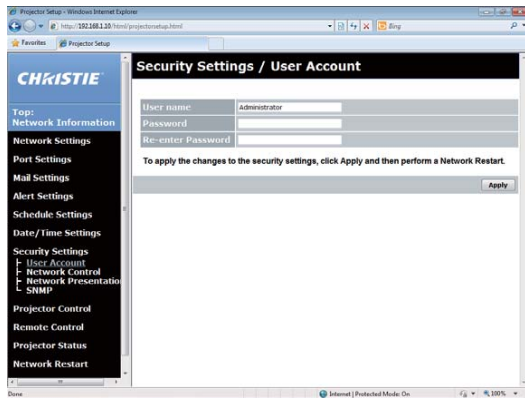 Projector Setup - Windows Internet Explorer
http://192.168.1.10/html/projectorsetup.html
Bing
Favorites
Projector Setup
CHRISTIE
Security Settings / User Account
Top:
Network Information
Network Settings
Port Settings
Mail Settings
Alert Settings
Schedule Settings
Date/Time Settings
Security Settings
User Account
Network Control
Network Presentatio
SNMP
Projector Control
Remote Control
Projector Status
Network Restart
User name
Administrator
Password
Re-enter Password
To apply the changes to the security settings, click Apply and then perform a Network Restart.
Apply
Done
Internet | Protected Mode: On
100%